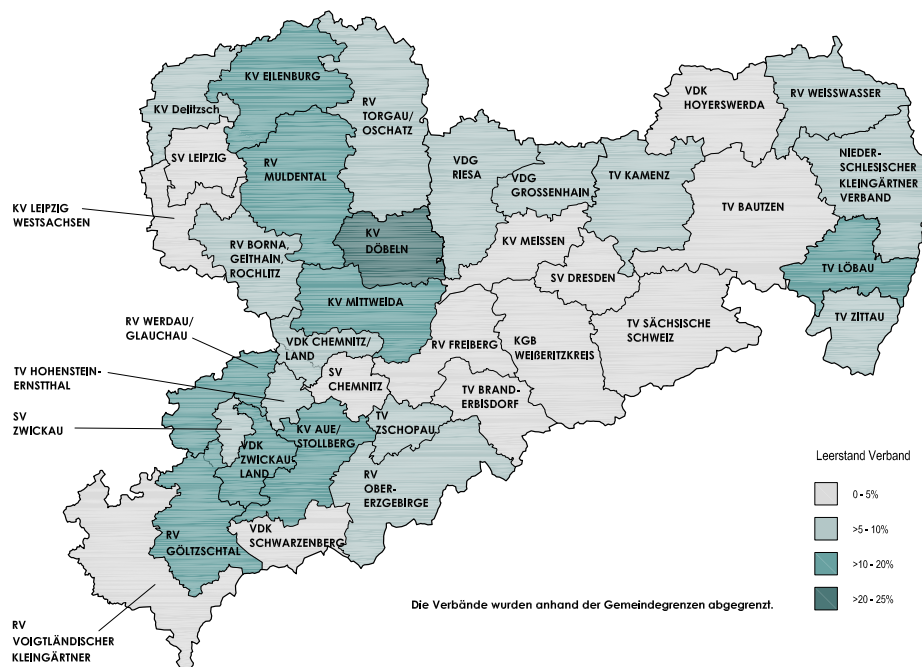 KV EILENBURG
KV Delitzsch
RV
TORGAU/
OSCHATZ
VDK
HOYERSWERDA
RV WEISSWASSER
SV LEIPZIG
RV
MULDENTAL
VDG
RIESA
VDG
GROSSENHAIN
TV KAMENZ
NIEDER-
SCHLESISCHER
KLEINGÄRTNER
VERBAND
TV BAUTZEN
KV LEIPZIG
WESTSACHSEN
RV BORNA,
GEITHAIN,
ROCHLITZ
KV
DÖBELN
KV MEISSEN
SV DRESDEN
TV LÖBAU
KV MITTWEIDA
TV ZITTAU
RV WERDAU/
GLAUCHAU
VDK CHEMNITZ/
LAND
RV FREIBERG
KGB
WEIßERITZKREIS
TV SÄCHSISCHE
SCHWEIZ
TV HOHENSTEIN-
ERNSTTHAL
SV
CHEMNITZ
TV BRAND-
ERBISDORF
SV
ZWICKAU
KV AUE/
STOLLBERG
TV
ZSCHOPAU
VDK
ZWICKAU-
LAND
RV
OBER-
ERZGEBIRGE
RV
GÖLTZSCHTAL
VDK
SCHWARZENBERG
RV
VOIGTLÄNDISCHER
KLEINGÄRTNER
Leerstand Verband
0 - 5%
>5 - 10%
>10 - 20%
>20 - 25%
Die Verbände wurden anhand der Gemeindegrenzen abgegrenzt.